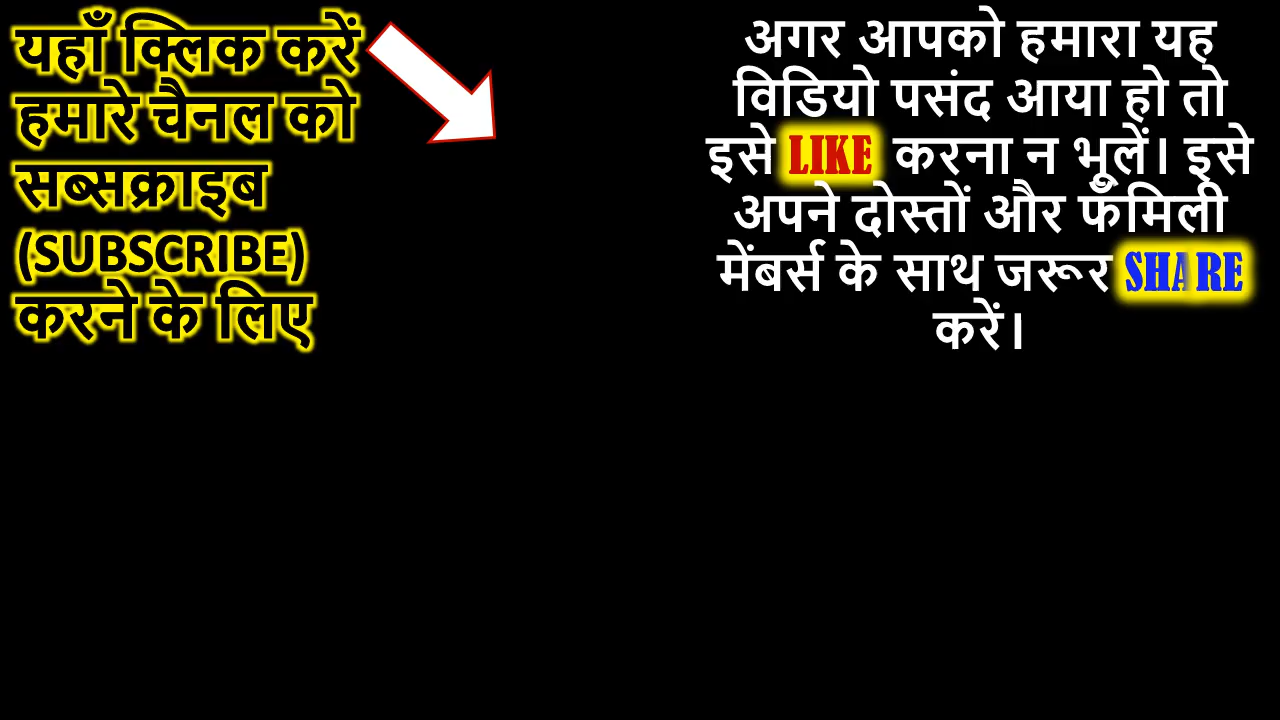 यहाँ क्लिक करें
हमारे चैनल को
सब्सक्राइब
(SUBSCRIBE)
करने के लिए
अगर आपको हमारा यह
विडियो पसंद आया हो तो
इसे LIKE करना न भूलें। इसे
अपने दोस्तों और फँमिली
मेंबर्स के साथ जरूर SHARE
करें।